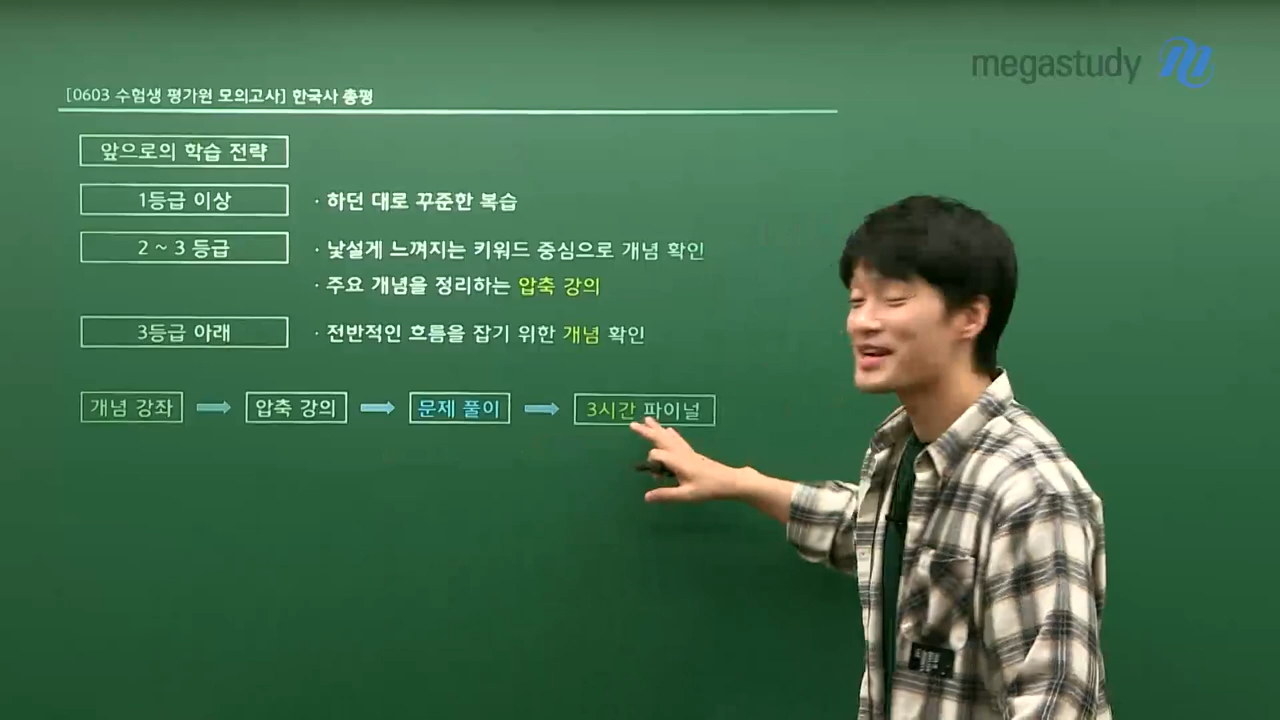 megastudy
[0603 수험생 평가원 모의고사] 한국사 총평
앞으로의 학습 전략
1등급 이상 · 하던 대로 꾸준한 복습
2 ~ 3 등급 · 낯설게 느껴지는 키워드 중심으로 개념 확인
· 주요 개념을 정리하는 압축 강의
3등급 아래 · 전반적인 흐름을 잡기 위한 개념 확인
개념 강좌 → 압축 강의 → 문제 풀이 → 3시간 파이널